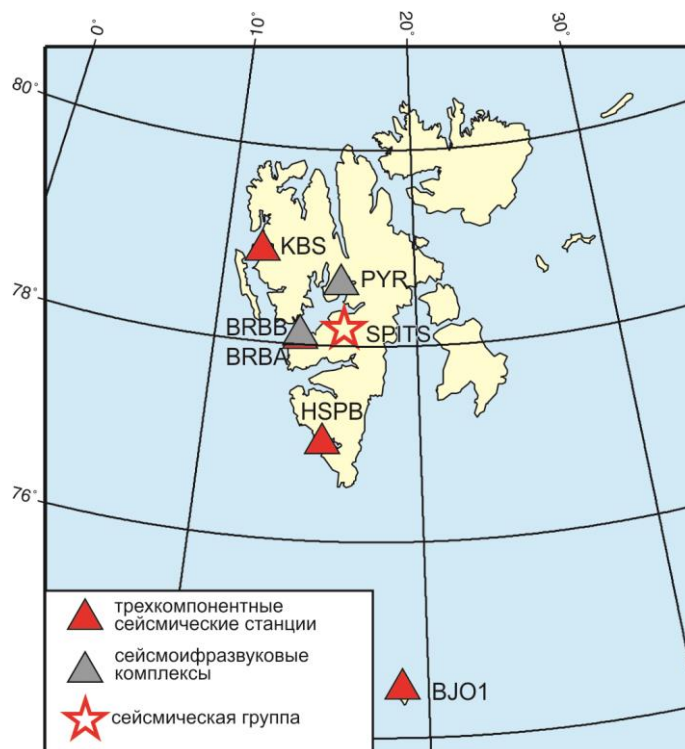 0°
10°
20°
30°
80°
78°
76°
KBS
PYR
BRBB
BRBA
SPITS
HSPB
BJO1
трехкомпонентные
сейсмические станции
сейсмоифразвуковые
комплексы
сейсмическая группа